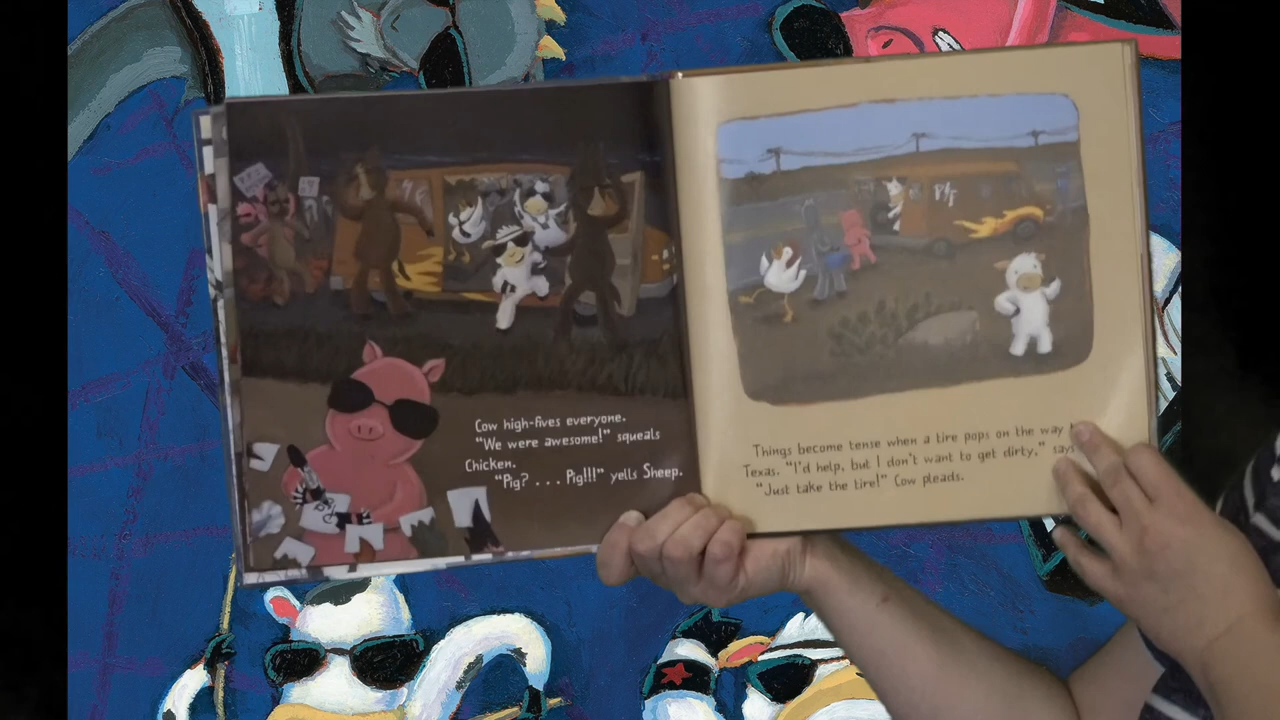 Cow high-fives everyone.
"We were awesome!" squeals
Chicken.
"Pig? . . . Pig!!!" yells Sheep.
Things become tense when a tire pops on the way
Texas. "I'd help, but I don't want to get dirty," says
"Just take the tire!" Cow pleads.